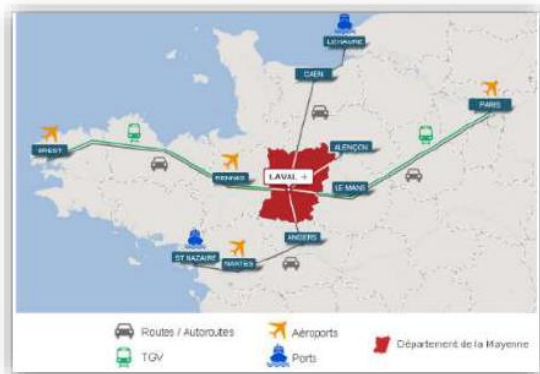 LE HAVRE
CAEN
PARIS
BREST
ALENÇON
RENNES
LAVAL +
LE MANS
ANGERS
ST NAZAIRE
NANTES
Routes / Autoroutes
Aéroports
Département de la Mayenne
TGV
Ports